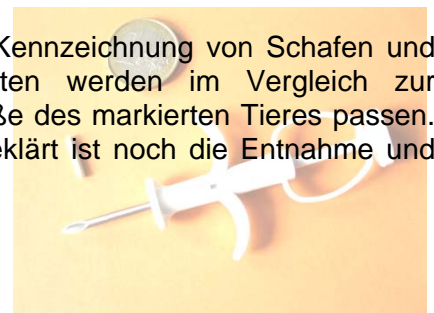 Kennzeichnung von Schafen und
ten werden im Vergleich zur
ße des markierten Tieres passen.
eklärt ist noch die Entnahme und